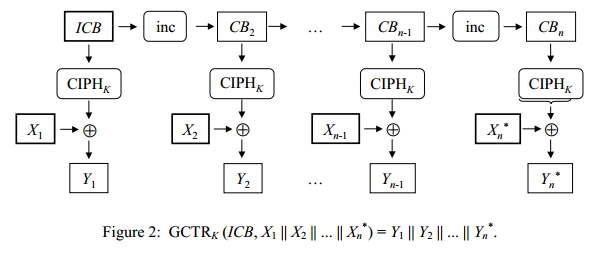 ICB inc CB2 ... CBn-1 inc CBn
CIPHK CIPHK CIPHK CIPHK
X1 ⊕ X2 ⊕ Xn-1 ⊕ Xn* ⊕
Y1 Y2 ... Yn-1 Yn*
Figure 2: GCTRK (ICB, X1 || X2 || ... || Xn*) = Y1 || Y2 || ... || Yn*.